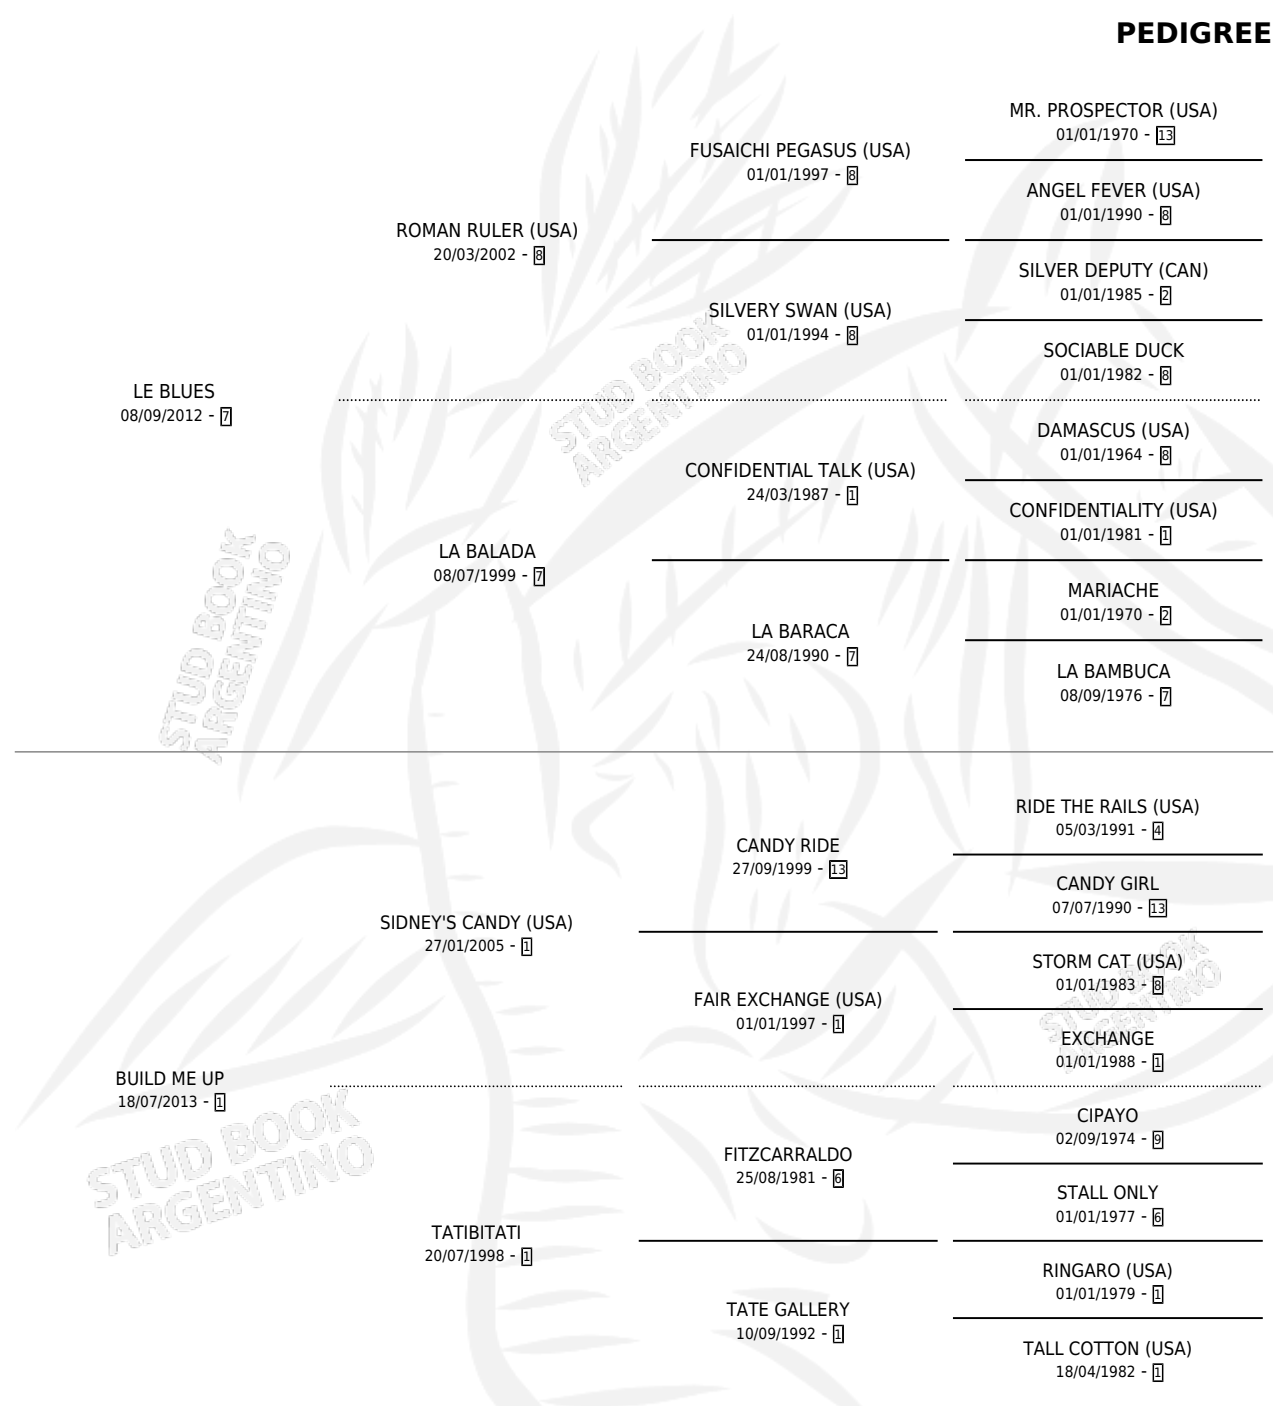 PEDIGREE
MR. PROSPECTOR (USA)
01/01/1970 - 13
FUSAICHI PEGASUS (USA)
01/01/1997 - 8
ANGEL FEVER (USA)
01/01/1990 - 8
ROMAN RULER (USA)
20/03/2002 - 8
SILVER DEPUTY (CAN)
01/01/1985 - 2
SILVERY SWAN (USA)
01/01/1994 - 8
SOCIABLE DUCK
01/01/1982 - 8
LE BLUES
08/09/2012 - 7
STUD BOOK
ARGENTINO
DAMASCUS (USA)
01/01/1964 - 8
CONFIDENTIAL TALK (USA)
24/03/1987 - 1
CONFIDENTIALITY (USA)
01/01/1981 - 1
LA BALADA
08/07/1999 - 7
MARIACHE
01/01/1970 - 2
LA BARACA
24/08/1990 - 7
LA BAMBUCA
08/09/1976 - 7
STUD BOOK
ARGENTINO
RIDE THE RAILS (USA)
05/03/1991 - 4
CANDY RIDE
27/09/1999 - 13
CANDY GIRL
07/07/1990 - 13
SIDNEY'S CANDY (USA)
27/01/2005 - 1
STORM CAT (USA)
01/01/1983 - 8
FAIR EXCHANGE (USA)
01/01/1997 - 1
EXCHANGE
01/01/1988 - 1
STUD BOOK
ARGENTINO
BUILD ME UP
18/07/2013 - 1
CIPAYO
02/09/1974 - 9
FITZCARRALDO
25/08/1981 - 6
STALL ONLY
01/01/1977 - 6
STUD BOOK
ARGENTINO
TATIBITATI
20/07/1998 - 1
RINGARO (USA)
01/01/1979 - 1
TATE GALLERY
10/09/1992 - 1
TALL COTTON (USA)
18/04/1982 - 1